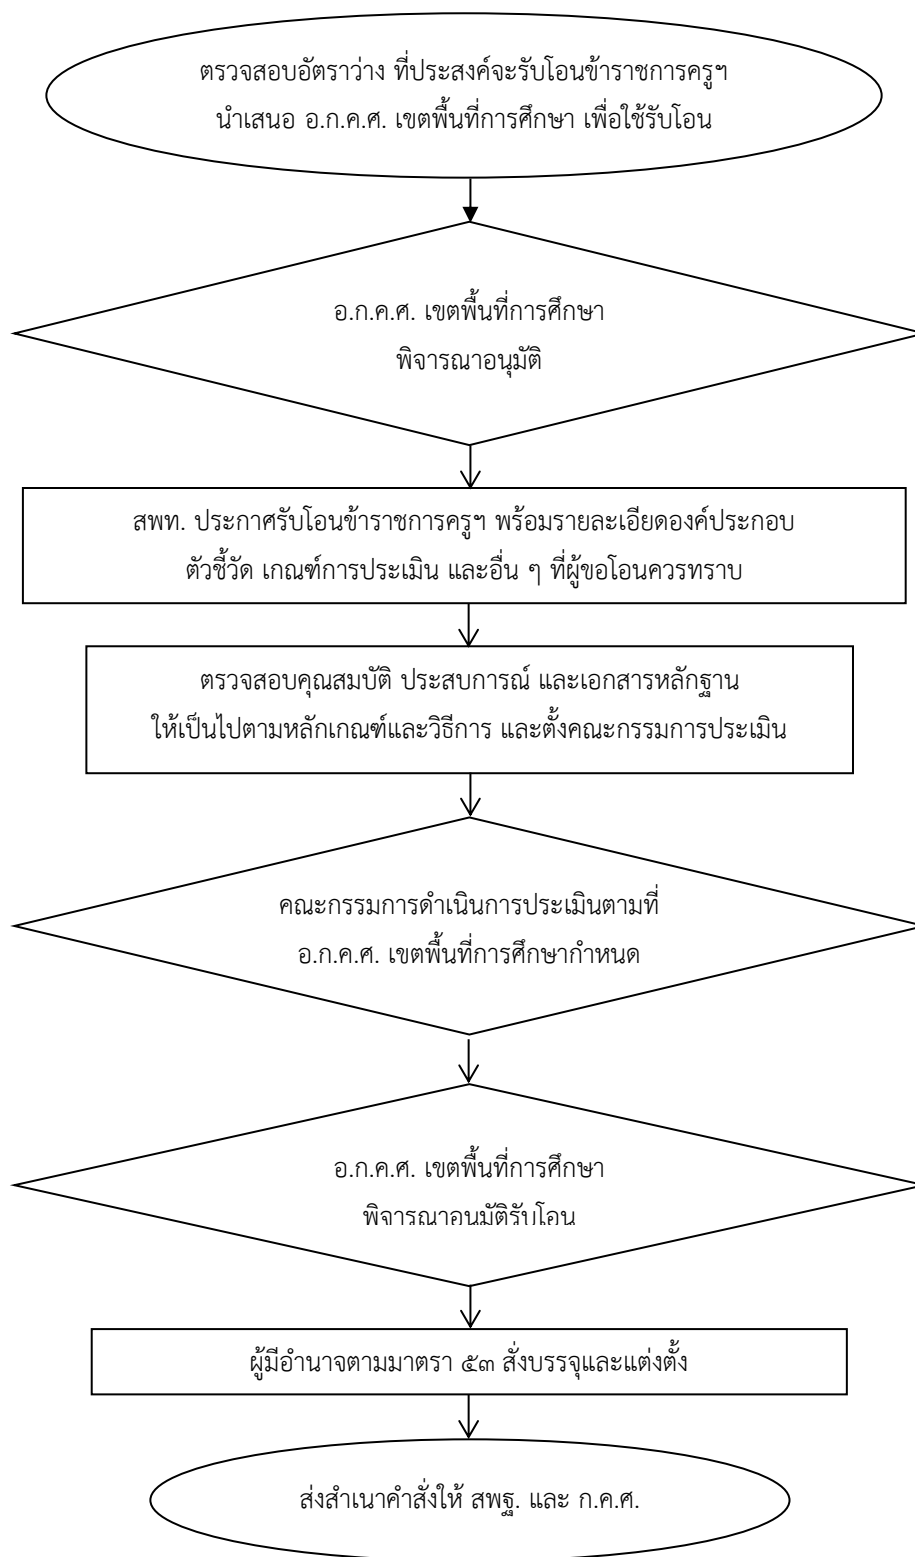 ตรวจสอบอัตราว่าง ที่ประสงค์จะรับโอนข้าราชการครูฯ
นำเสนอ อ.ก.ค.ศ. เขตพื้นที่การศึกษา เพื่อใช้รับโอน
อ.ก.ค.ศ. เขตพื้นที่การศึกษา
พิจารณาอนุมัติ
สพท. ประกาศรับโอนข้าราชการครูฯ พร้อมรายละเอียดองค์ประกอบ
ตัวชี้วัด เกณฑ์การประเมิน และอื่น ๆ ที่ผู้ขอโอนควรทราบ
ตรวจสอบคุณสมบัติ ประสบการณ์ และเอกสารหลักฐาน
ให้เป็นไปตามหลักเกณฑ์และวิธีการ และตั้งคณะกรรมการประเมิน
คณะกรรมการดำเนินการประเมินตามที่
อ.ก.ค.ศ. เขตพื้นที่การศึกษากำหนด
อ.ก.ค.ศ. เขตพื้นที่การศึกษา
พิจารณาอนุมัติรับโอน
ผู้มีอำนาจตามมาตรา ๕๓ สั่งบรรจุและแต่งตั้ง
ส่งสำเนาคำสั่งให้ สพฐ. และ ก.ค.ศ.